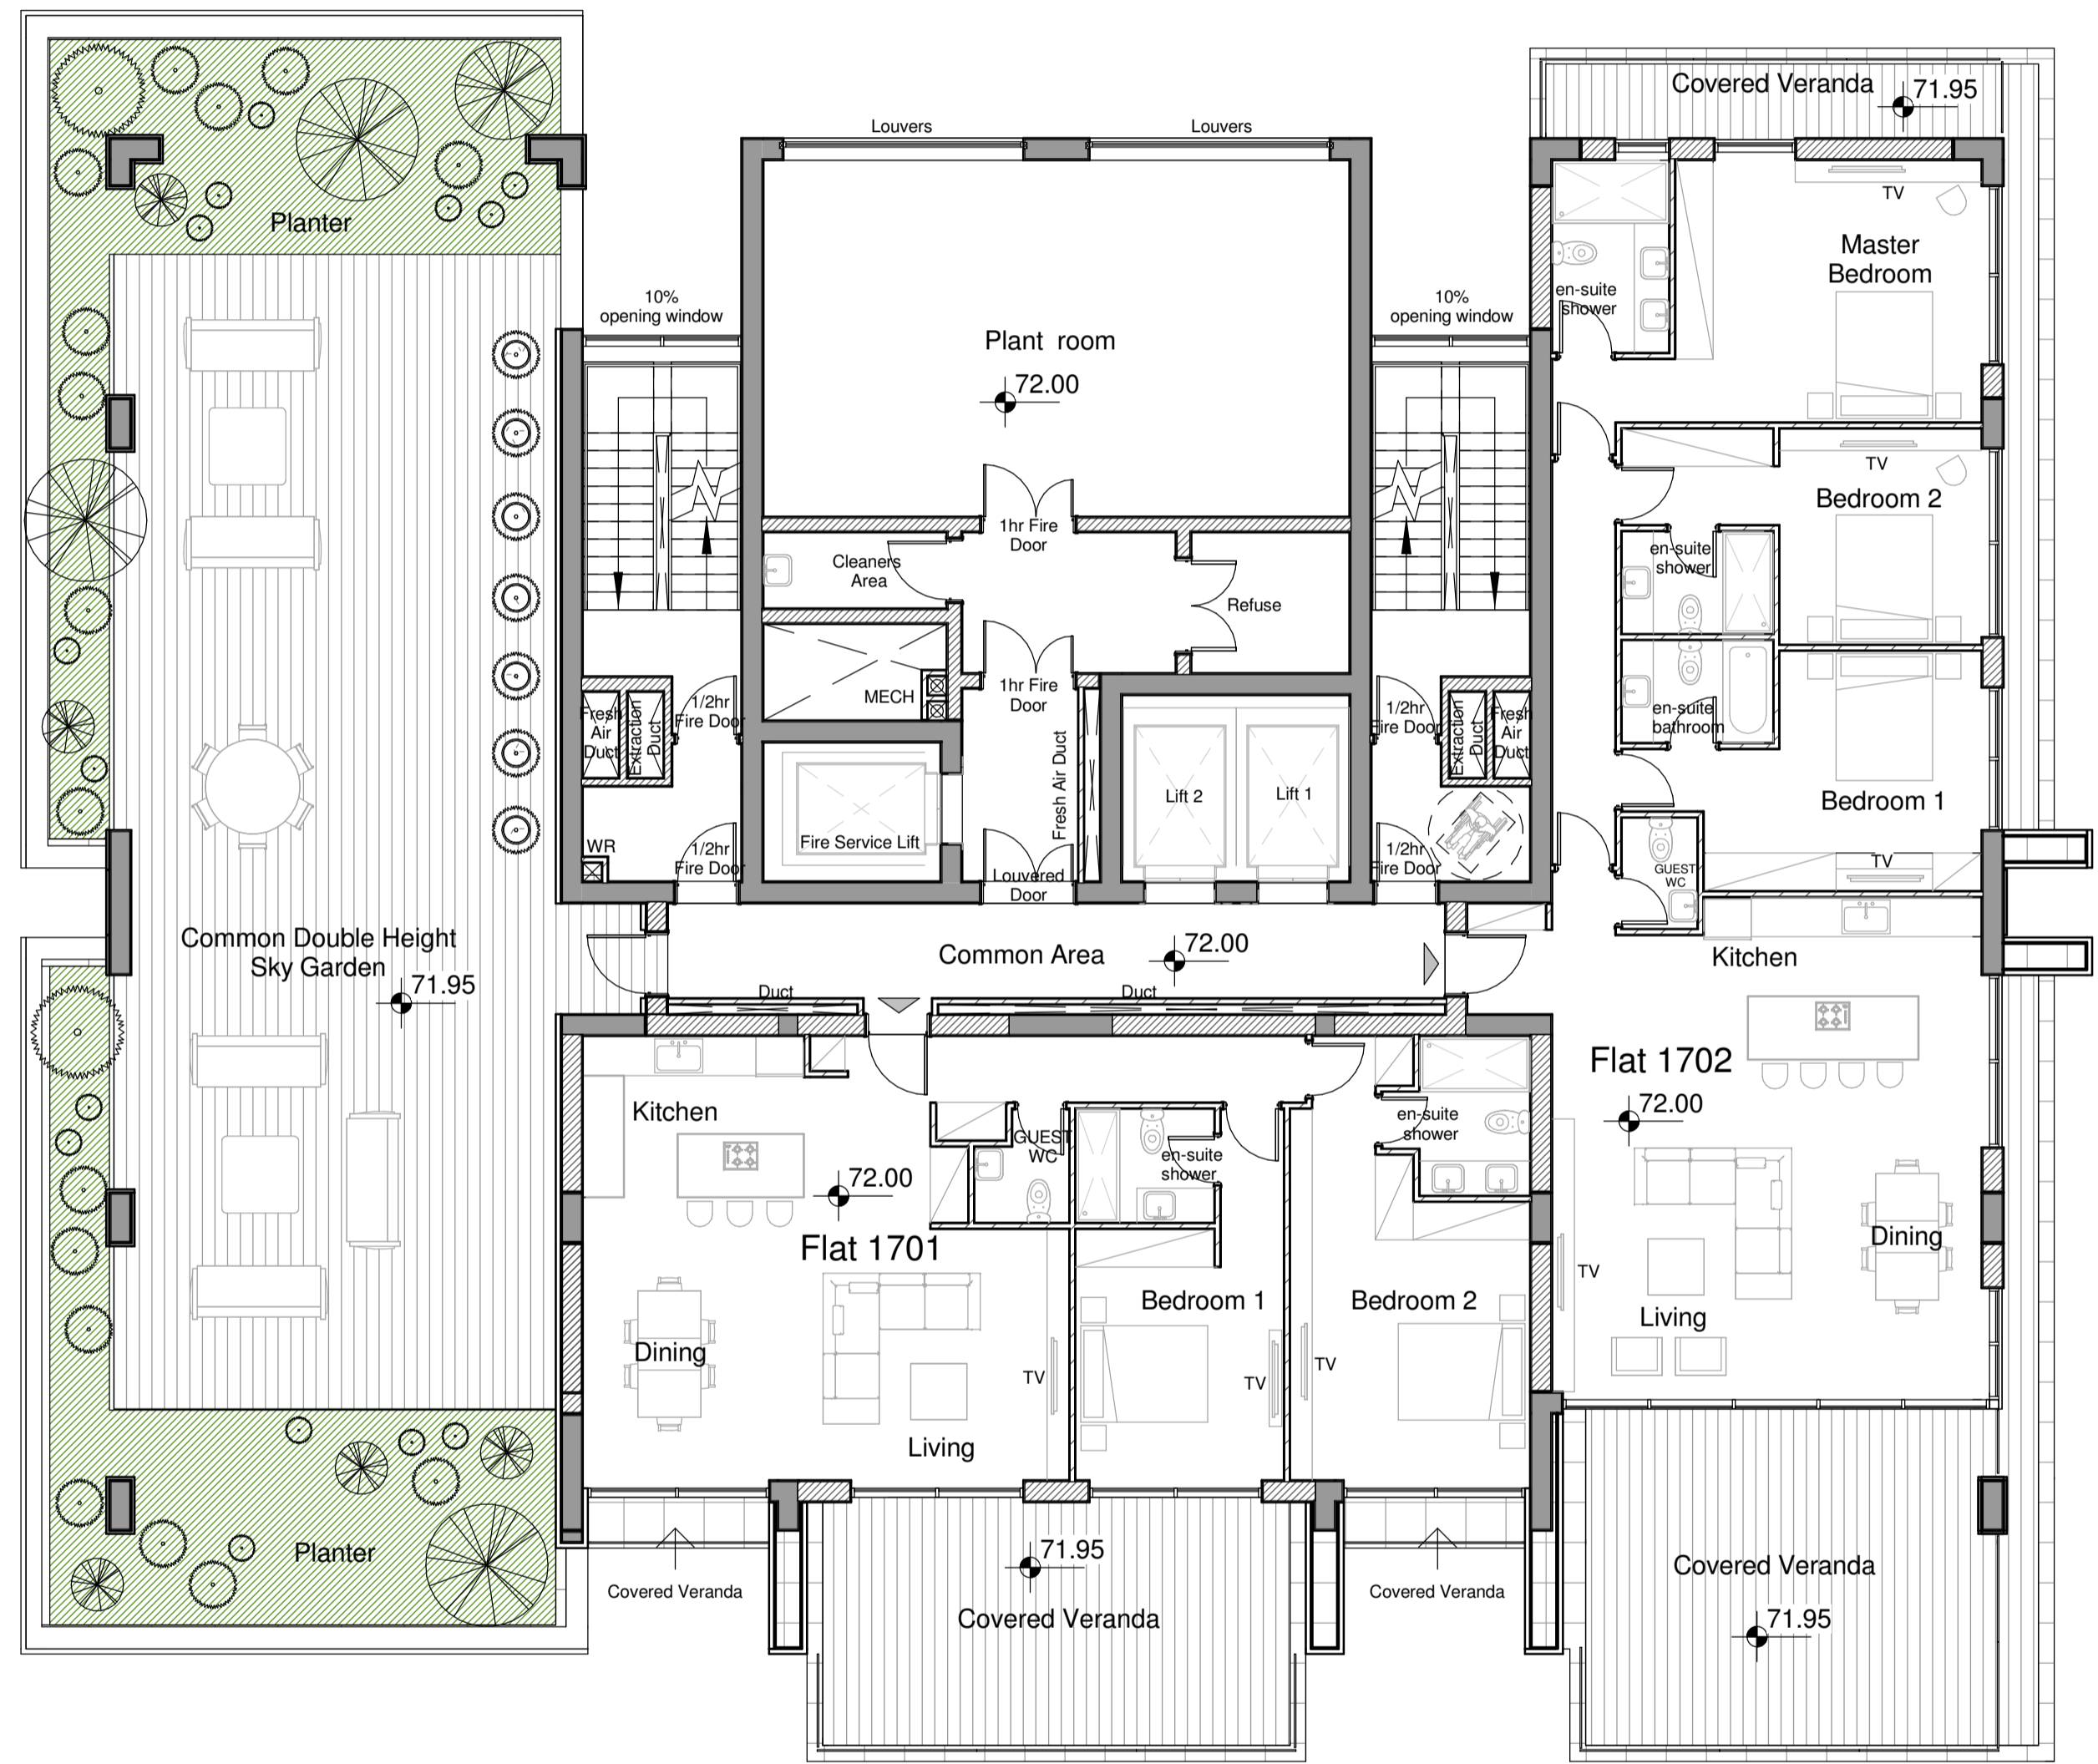 Covered Veranda
71.95
Louvers
Louvers
TV
Planter
Master
Bedroom
en-suite
shower
10%
opening window
10%
opening window
Plant room
72.00
TV
Bedroom 2
1hr Fire
Door
Cleaners
Area
en-suite
shower
Refuse
MECH
1hr Fire
Door
1/2hr
Fire Door
1/2hr
Fire Door
Fresh
Air
Duct
Extraction
Duct
Extraction
Duct
Fresh
Air
Duct
en-suite
bathroom
Fresh Air Duct
Lift 2
Lift 1
Bedroom 1
WR
1/2hr
Fire Door
Fire Service Lift
Louvered
Door
1/2hr
Fire Door
TV
GUEST
WC
Common Double Height
Sky Garden
71.95
Common Area
72.00
Kitchen
Duct
Duct
Flat 1702
72.00
Kitchen
GUEST
WC
en-suite
shower
en-suite
shower
72.00
Flat 1701
Dining
TV
Bedroom 1
Bedroom 2
Living
Dining
TV
TV
TV
Living
Planter
71.95
Covered Veranda
Covered Veranda
Covered Veranda
Covered Veranda
71.95